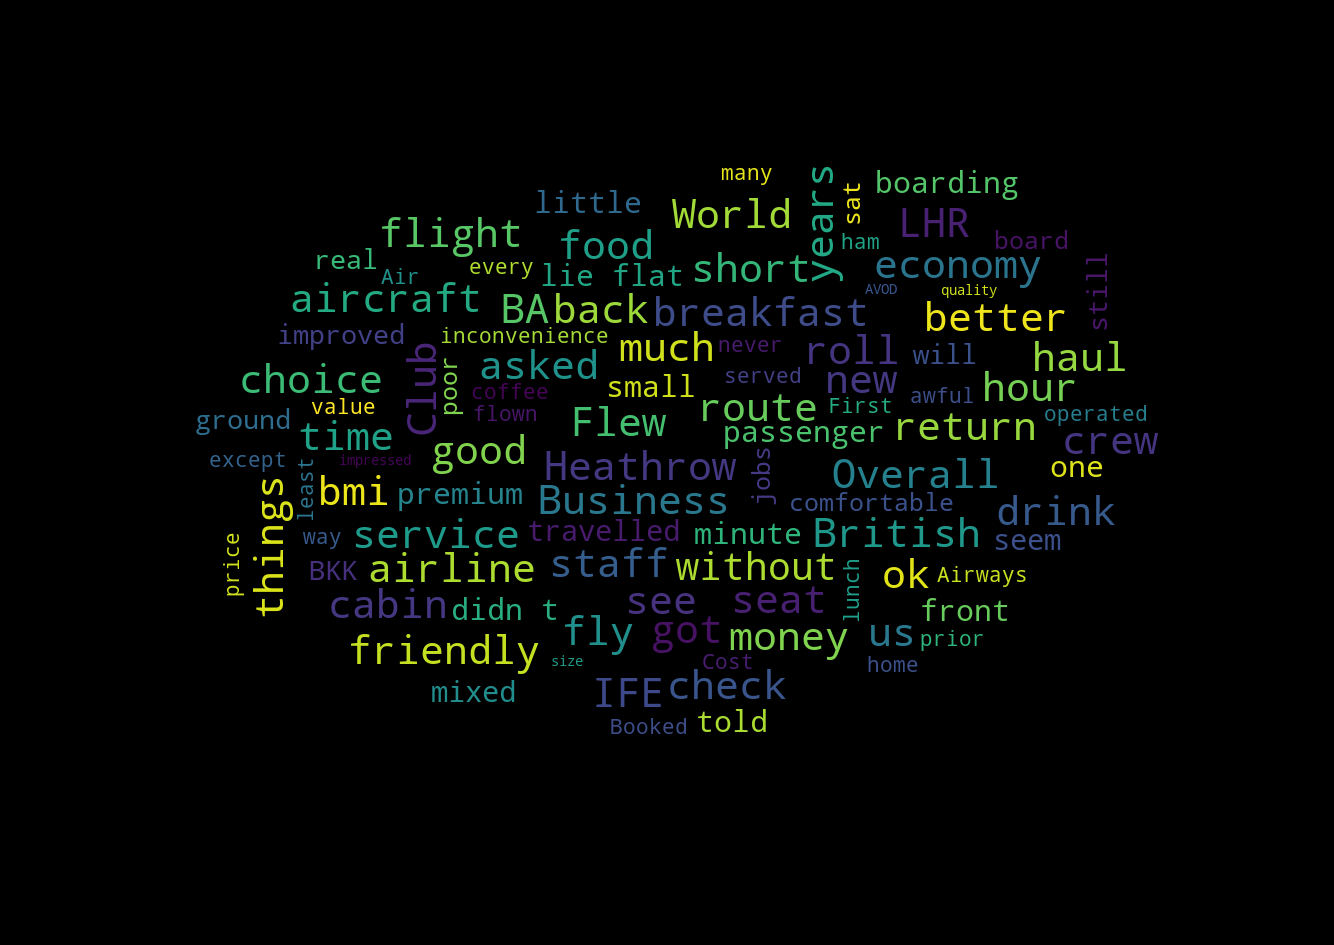 many
boarding
years
sat
little
World
LHR
flight
food
ham
board
real
Air
every
lie flat
short
economy
still
aircraft
BA
back
breakfast
AVOD
quality
better
improved
inconvenience
much
never
roll
will
haul
choice
Club
poor
asked
coffee
small
served
new
awful
hour
ground
value
flown
Flew
route
First
operated
time
good
passenger
return
crew
except
impressed
Heathrow
jobs
Overall
one
things
least
bmi
premium
Business
comfortable
drink
way
service
travelled
minute
British
seem
price
BKK
airline
staff
without
lunch
ok
Airways
cabin
didn t
see
seat
front
friendly
fly
got
money
us
prior
size
Cost
home
mixed
IFE
check
Booked
told